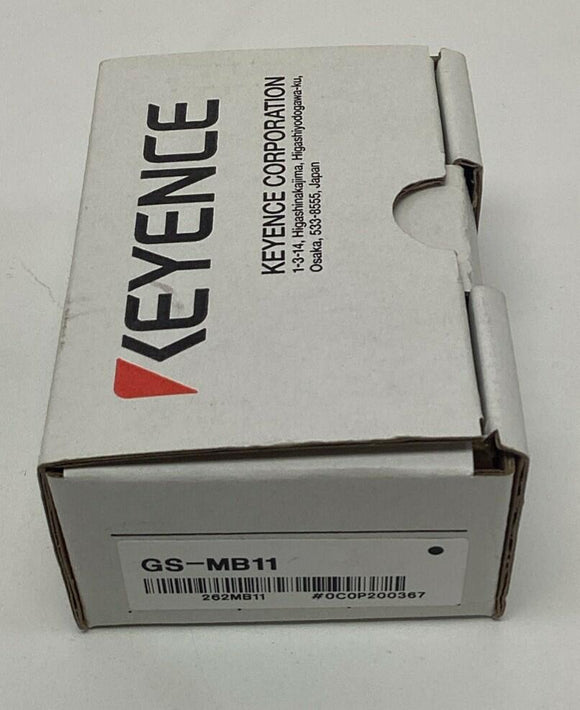 KEYENCE
KEYENCE CORPORATION
1-3-14, Higashinakajima, Higashiyodogawa-ku,
Osaka, 533-8555, Japan
GS-MB11
262MB11 #0C0P200367